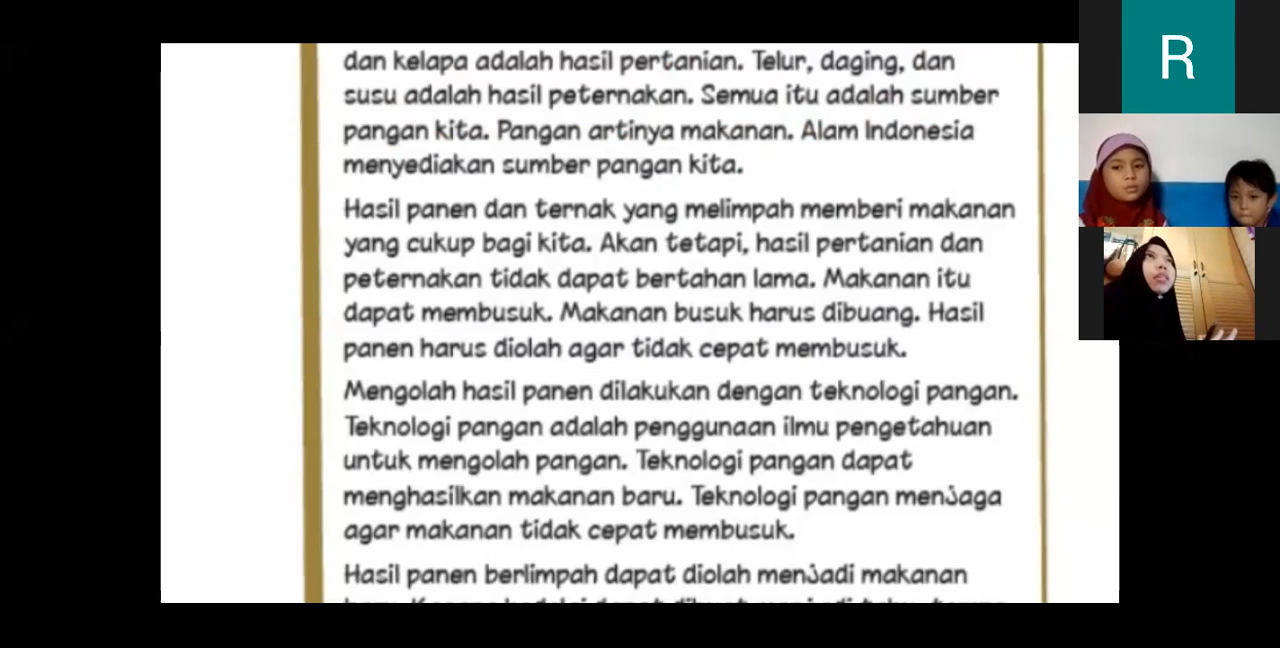 dan kelapa adalah hasil pertanian. Telur, daging, dan
susu adalah hasil peternakan. Semua itu adalah sumber
pangan kita. Pangan artinya makanan. Alam Indonesia
menyediakan sumber pangan kita.
Hasil panen dan ternak yang melimpah memberi makanan
yang cukup bagi kita. Akan tetapi, hasil pertanian dan
peternakan tidak dapat bertahan lama. Makanan itu
dapat membusuk. Makanan busuk harus dibuang. Hasil
panen harus diolah agar tidak cepat membusuk.
Mengolah hasil panen dilakukan dengan teknologi pangan.
Teknologi pangan adalah penggunaan ilmu pengetahuan
untuk mengolah pangan. Teknologi pangan dapat
menghasilkan makanan baru. Teknologi pangan menjaga
agar makanan tidak cepat membusuk.
Hasil panen berlimpah dapat diolah menjadi makanan
R